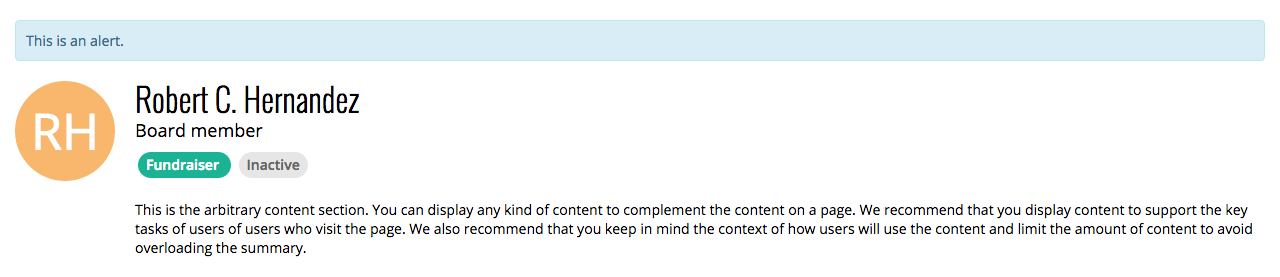 This is an alert.
RH
Robert C. Hernandez
Board member
Fundraiser Inactive
This is the arbitrary content section. You can display any kind of content to complement the content on a page. We recommend that you display content to support the key
tasks of users of users who visit the page. We also recommend that you keep in mind the context of how users will use the content and limit the amount of content to avoid
overloading the summary.